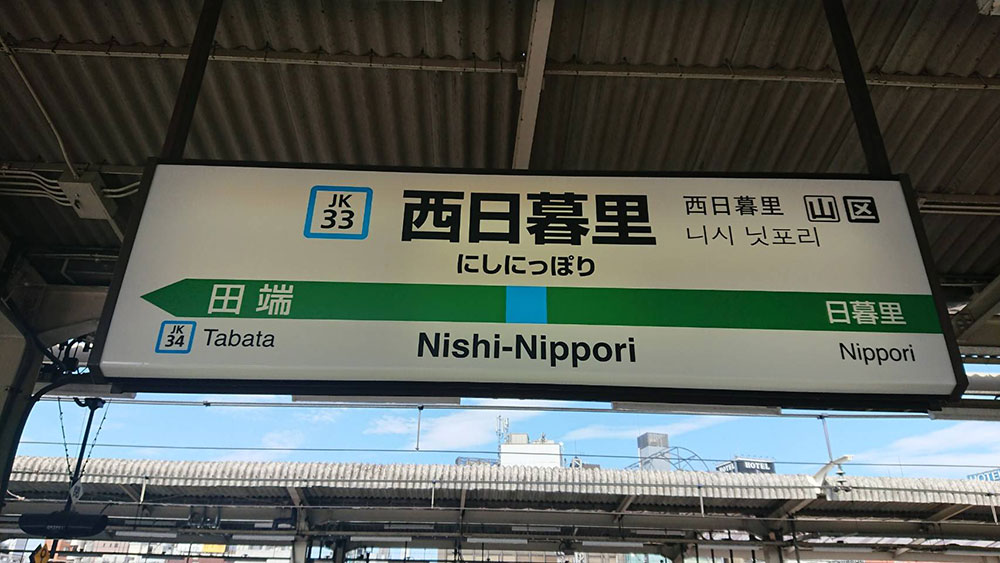 JK
33
西日暮里
西日暮里
山 区
니시 닛포리
にしにっぽり
田端
日暮里
JK
34
Tabata
Nishi-Nippori
Nippori
HOTEL
HOTEL